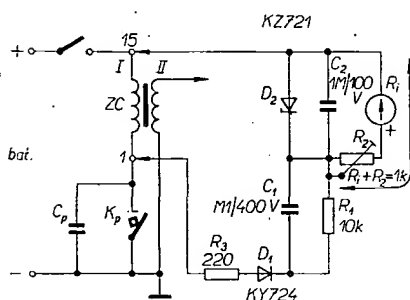 KZ721
+
15
I
II
ZC
D2
C2
1M/100
V
Ri
+
R2
Ri + R2=1k
bat.
1
C1
M1/400 V
R1
10k
Cp
Kp
R3
220
D1
KY724
-